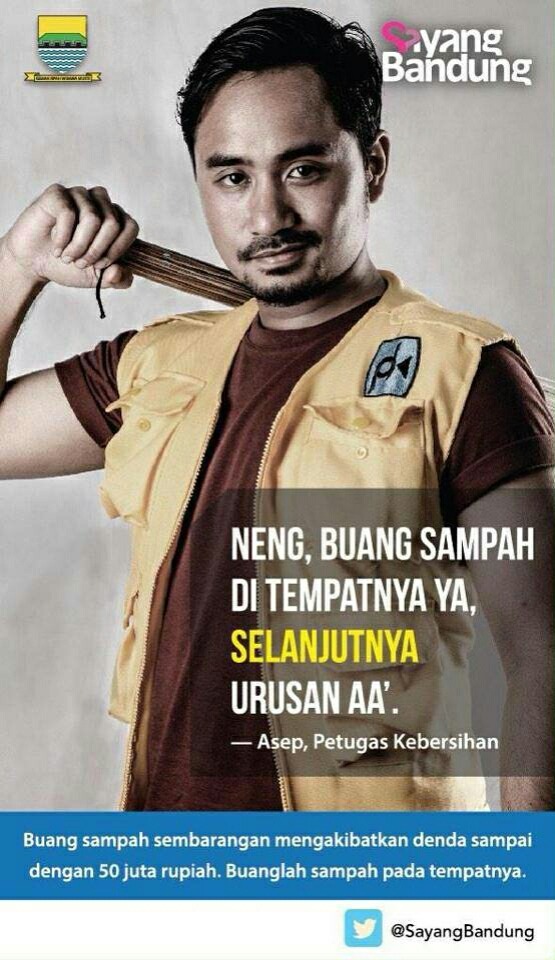 Sayang
Bandung
NENG, BUANG SAMPAH
DI TEMPATNYA YA,
SELANJUTNYA
URUSAN AA'.
— Asep, Petugas Kebersihan
Buang sampah sembarangan mengakibatkan denda sampai
dengan 50 juta rupiah. Buanglah sampah pada tempatnya.
@SayangBandung